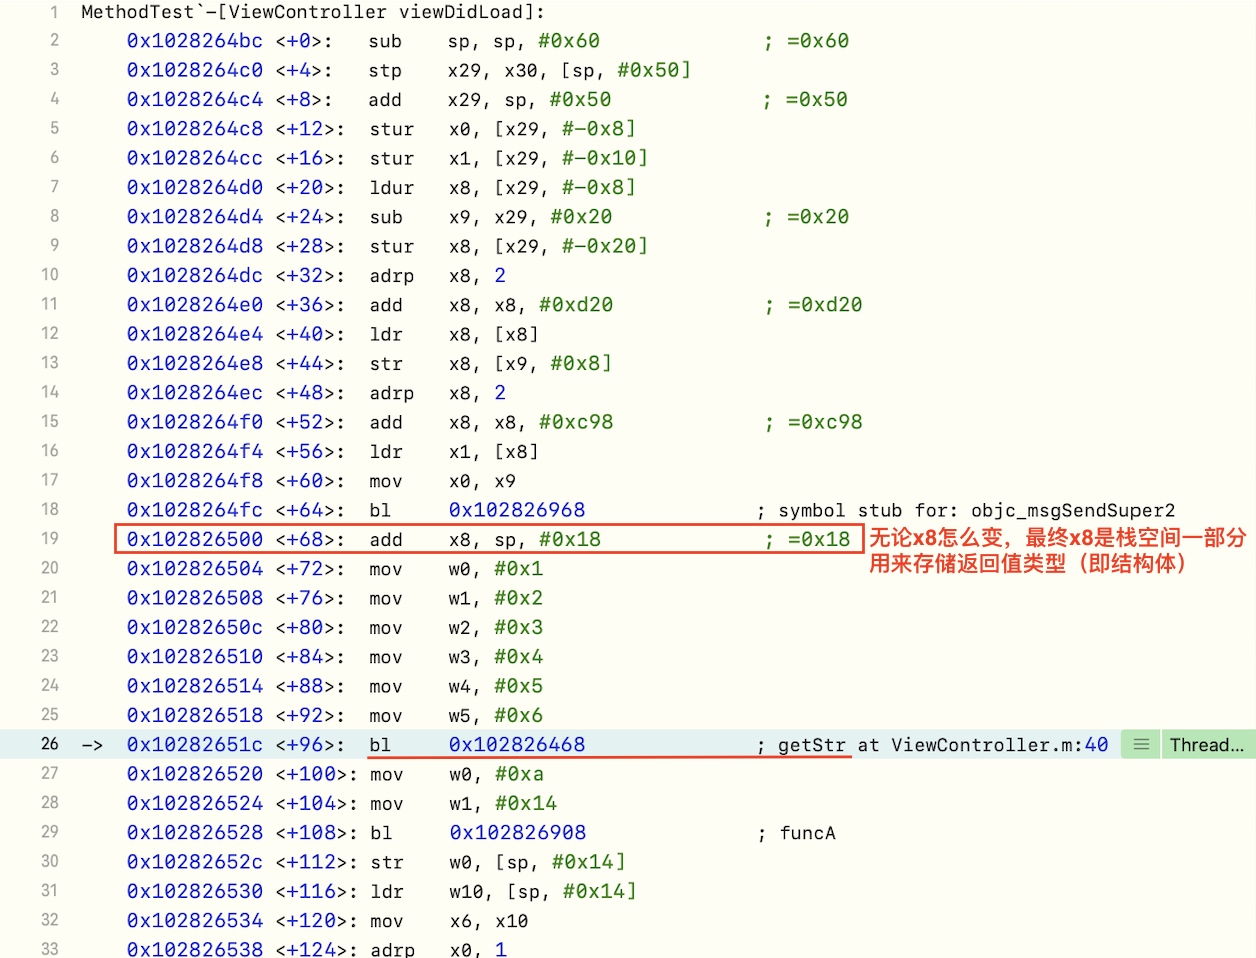 1 MethodTest`-[ViewController viewDidLoad]:
2 0x1028264bc <+0>: sub sp, sp, #0x60 ; =0x60
3 0x1028264c0 <+4>: stp x29, x30, [sp, #0x50]
4 0x1028264c4 <+8>: add x29, sp, #0x50 ; =0x50
5 0x1028264c8 <+12>: stur x0, [x29, #-0x8]
6 0x1028264cc <+16>: stur x1, [x29, #-0x10]
7 0x1028264d0 <+20>: ldur x8, [x29, #-0x8]
8 0x1028264d4 <+24>: sub x9, x29, #0x20 ; =0x20
9 0x1028264d8 <+28>: stur x8, [x29, #-0x20]
10 0x1028264dc <+32>: adrp x8, 2
11 0x1028264e0 <+36>: add x8, x8, #0xd20 ; =0xd20
12 0x1028264e4 <+40>: ldr x8, [x8]
13 0x1028264e8 <+44>: str x8, [x9, #0x8]
14 0x1028264ec <+48>: adrp x8, 2
15 0x1028264f0 <+52>: add x8, x8, #0xc98 ; =0xc98
16 0x1028264f4 <+56>: ldr x1, [x8]
17 0x1028264f8 <+60>: mov x0, x9
18 0x1028264fc <+64>: bl 0x102826968 ; symbol stub for: objc_msgSendSuper2
19 0x102826500 <+68>: add x8, sp, #0x18 ; =0x18 无论x8怎么变，最终x8是栈空间一部分
用来存储返回值类型（即结构体）
20 0x102826504 <+72>: mov w0, #0x1
21 0x102826508 <+76>: mov w1, #0x2
22 0x10282650c <+80>: mov w2, #0x3
23 0x102826510 <+84>: mov w3, #0x4
24 0x102826514 <+88>: mov w4, #0x5
25 0x102826518 <+92>: mov w5, #0x6
26 -> 0x10282651c <+96>: bl 0x102826468 ; getStr at ViewController.m:40 Thread...
27 0x102826520 <+100>: mov w0, #0xa
28 0x102826524 <+104>: mov w1, #0x14
29 0x102826528 <+108>: bl 0x102826908 ; funcA
30 0x10282652c <+112>: str w0, [sp, #0x14]
31 0x102826530 <+116>: ldr w10, [sp, #0x14]
32 0x102826534 <+120>: mov x6, x10
33 0x102826538 <+124>: adrp x0, 1